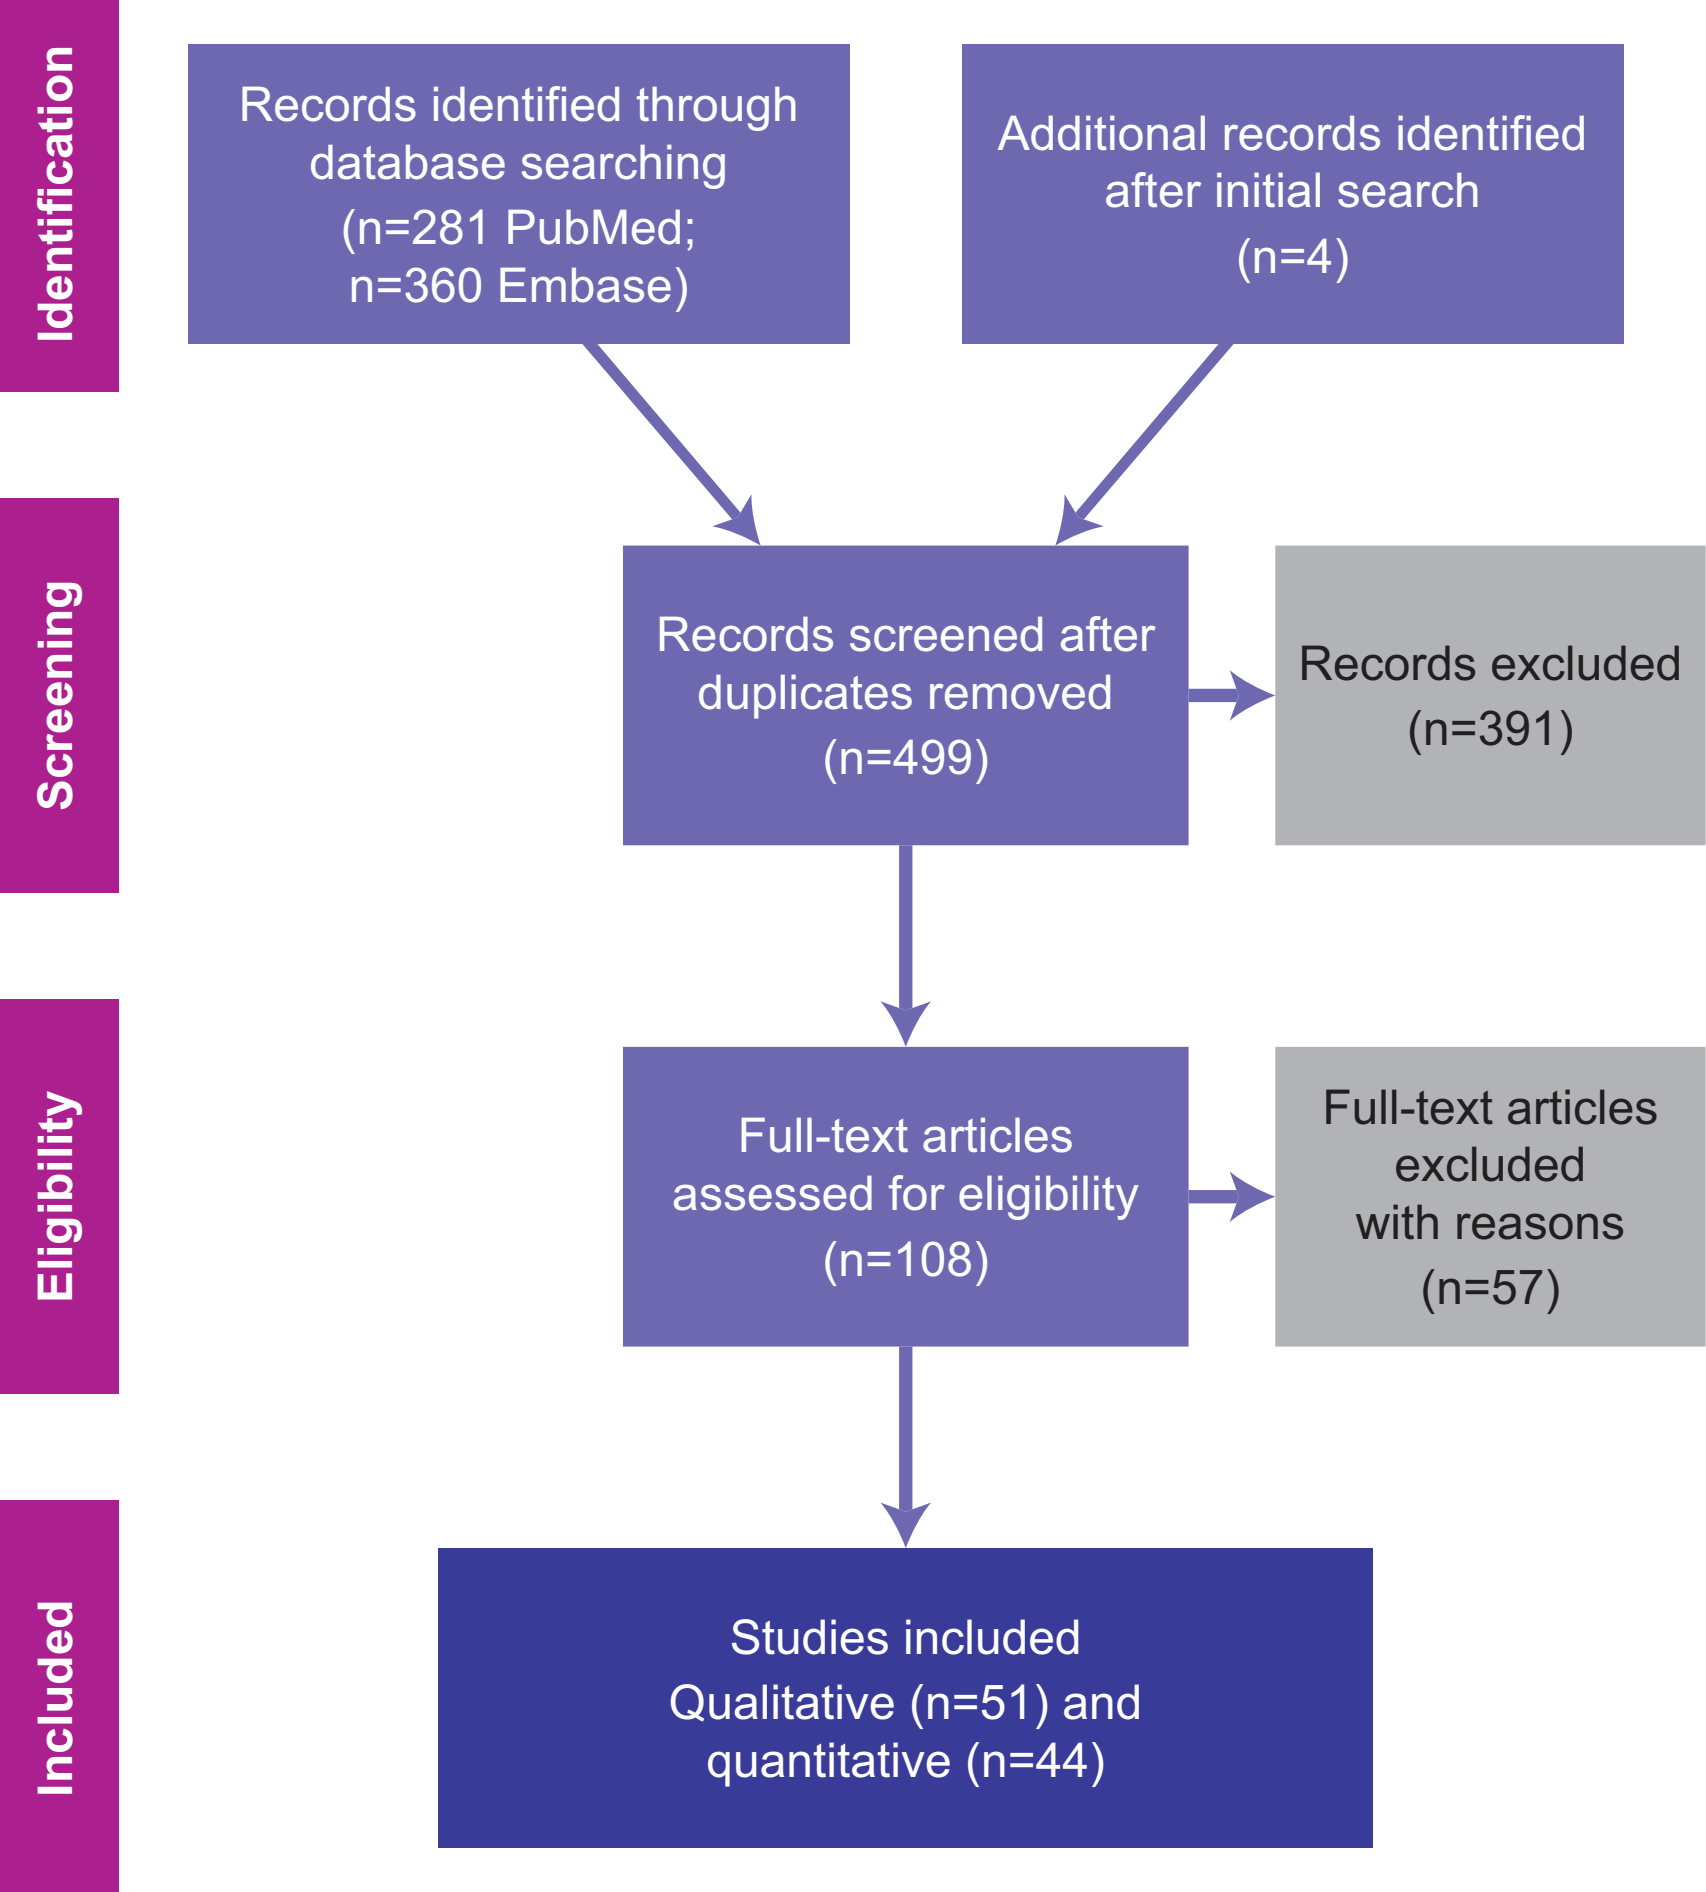 Identification
Records identified through
database searching
(n=281 PubMed;
n=360 Embase)
Additional records identified
after initial search
(n=4)
Screening
Records screened after
duplicates removed
(n=499)
Records excluded
(n=391)
Eligibility
Full-text articles
assessed for eligibility
(n=108)
Full-text articles
excluded
with reasons
(n=57)
Included
Studies included
Qualitative (n=51) and
quantitative (n=44)